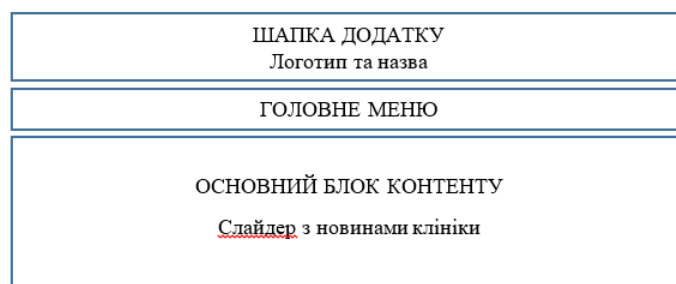 ШАПКА ДОДАТКУ
Логотип та назва
ГОЛОВНЕ МЕНЮ
ОСНОВНИЙ БЛОК КОНТЕНТУ
Слайдер з новинами клініки